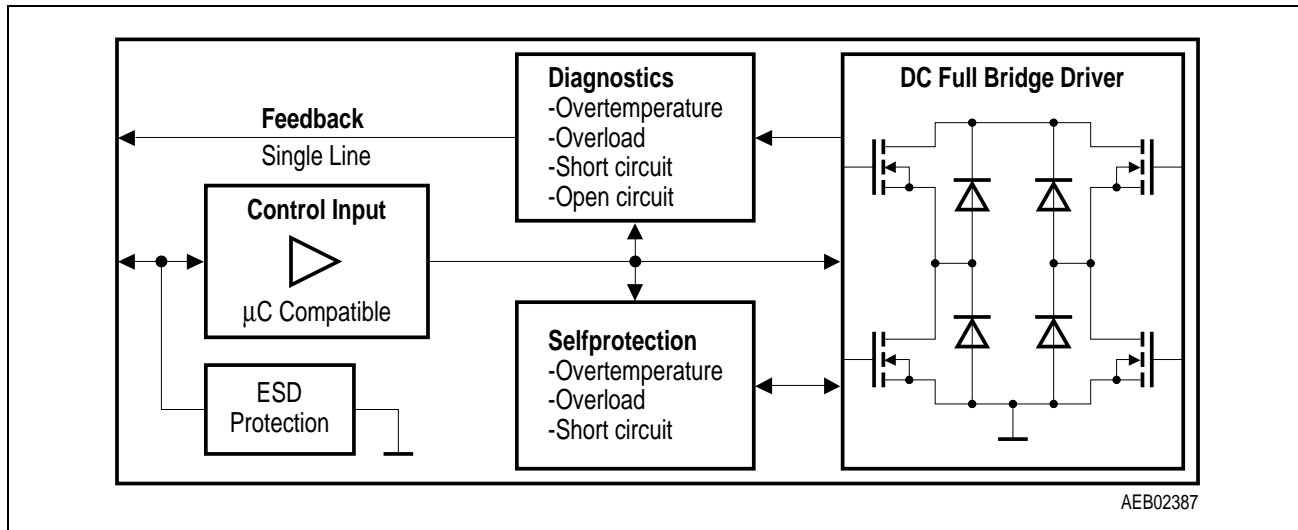 Feedback
Single Line
Control Input
μC Compatible
ESD
Protection
Diagnostics
-Overtemperature
-Overload
-Short circuit
-Open circuit
Selfprotection
-Overtemperature
-Overload
-Short circuit
DC Full Bridge Driver
AEB02387